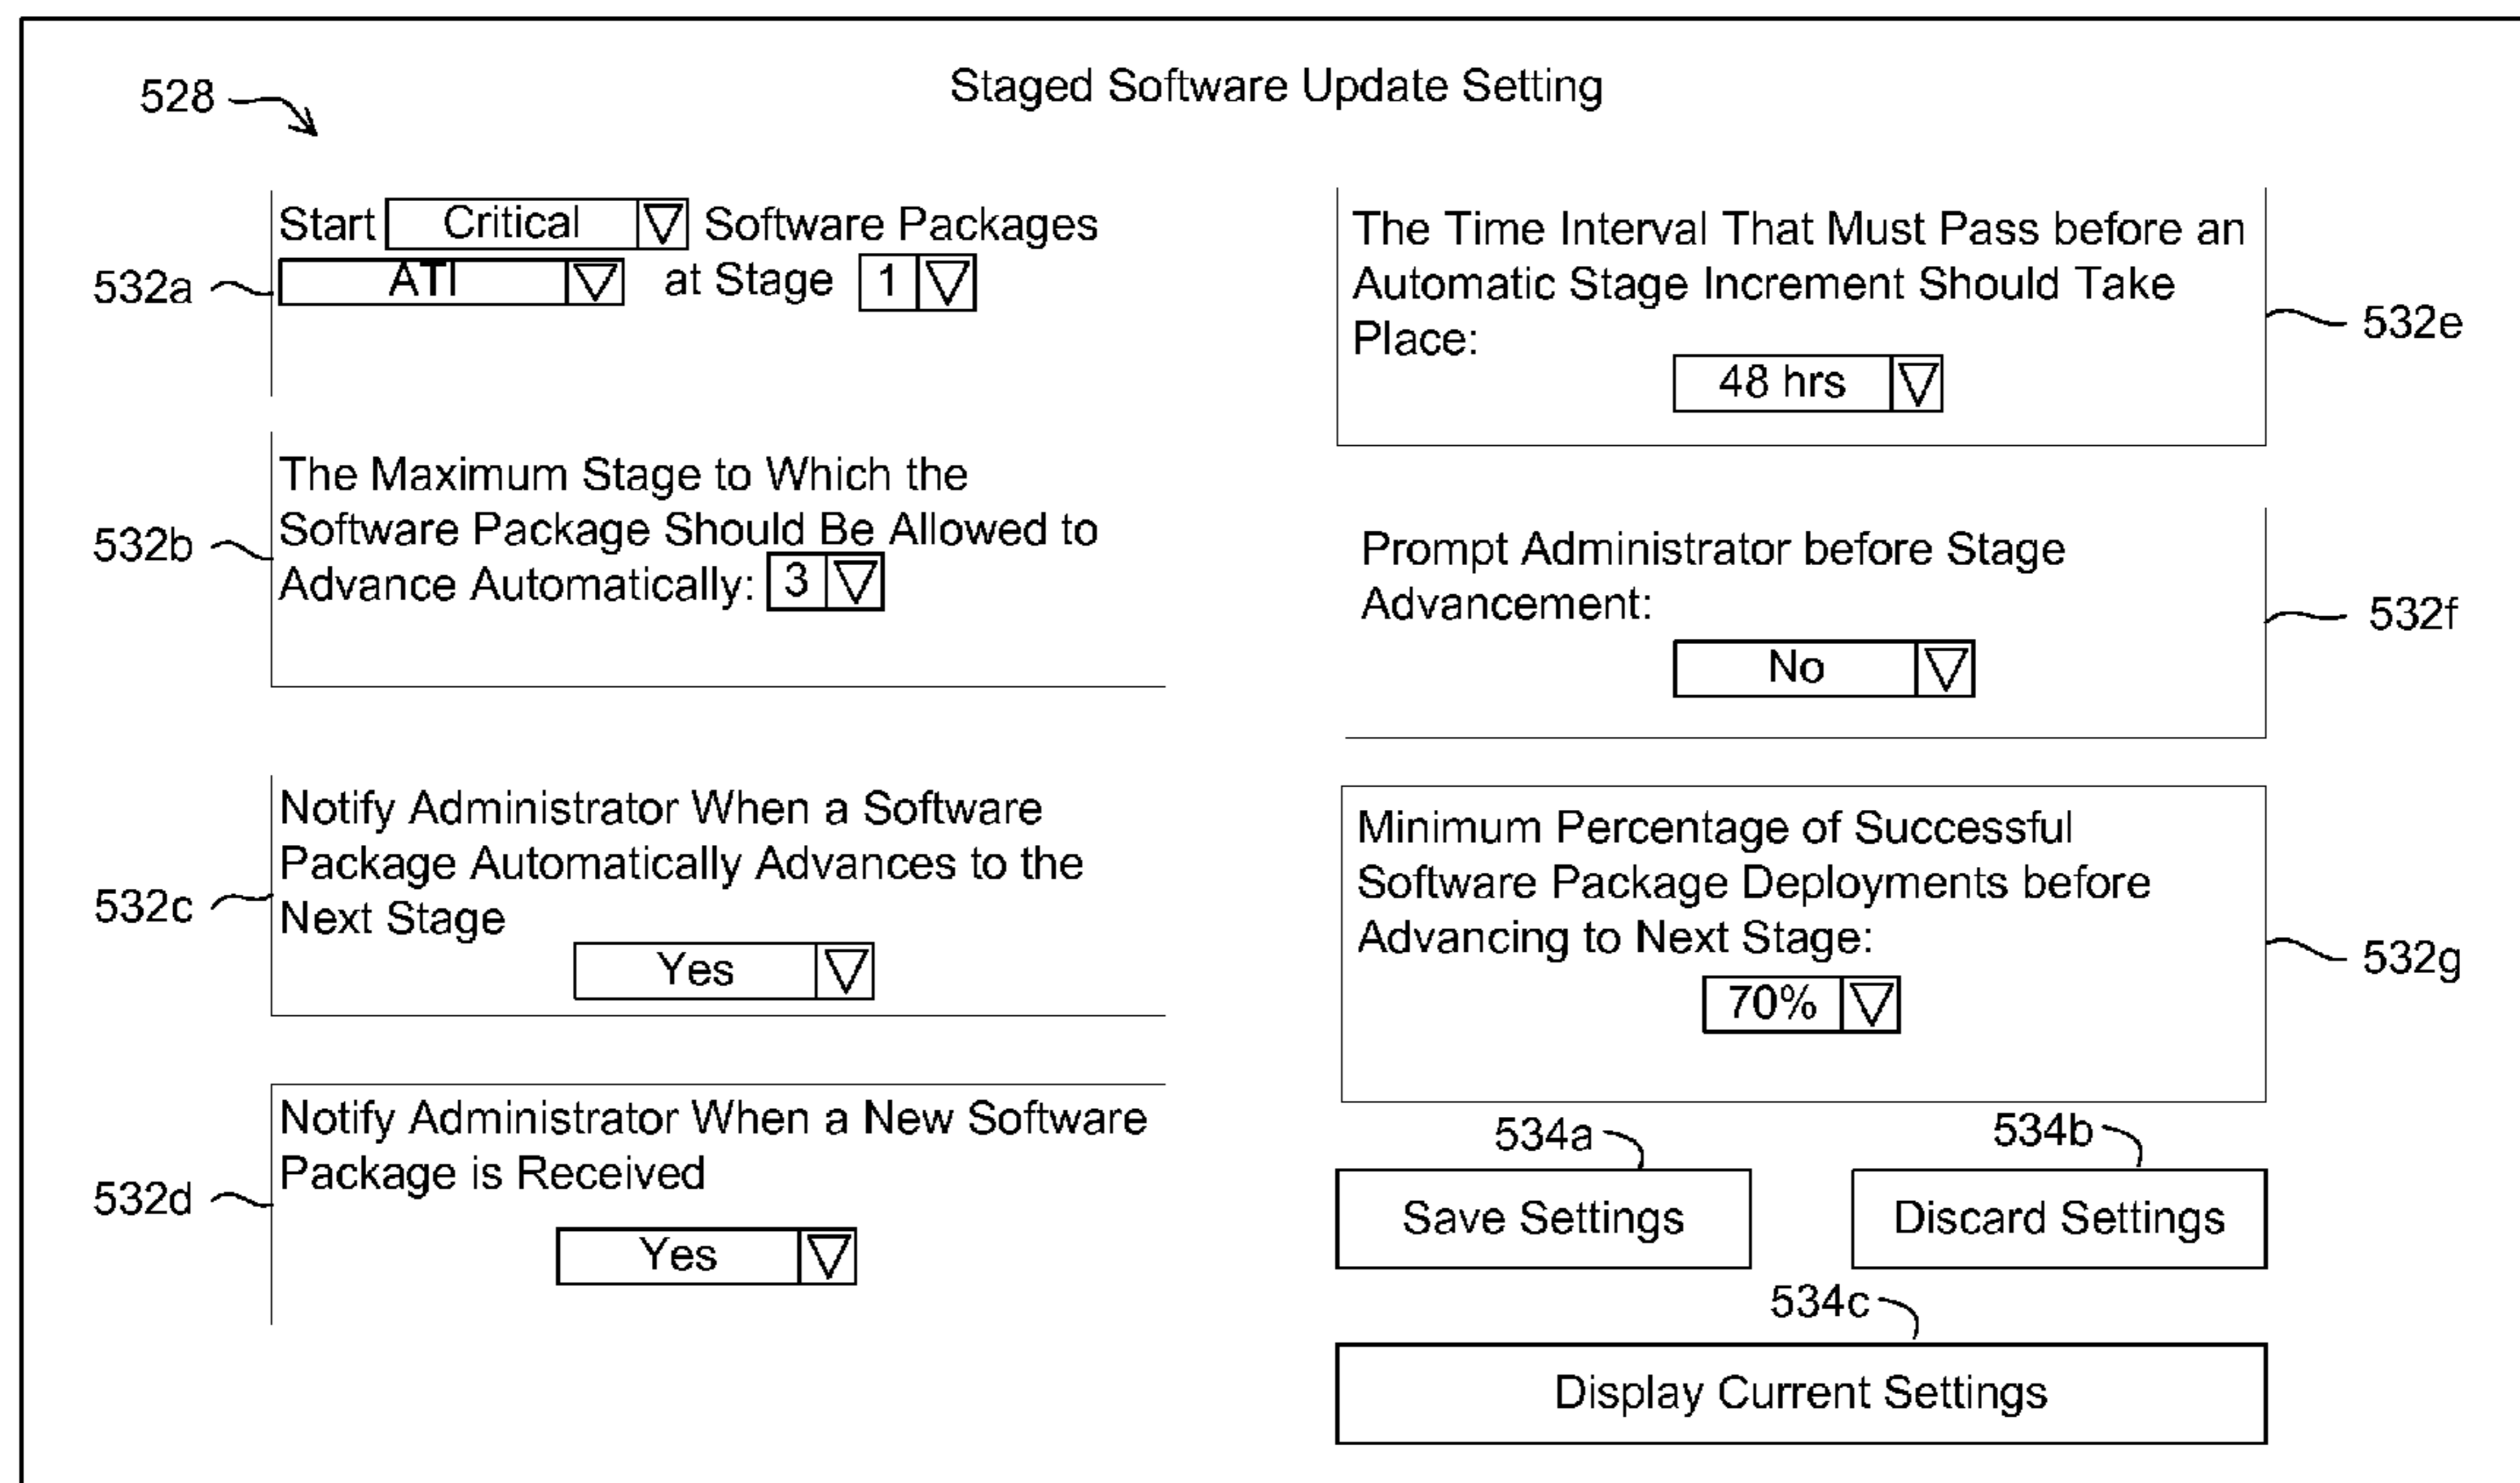 Staged Software Update Setting
528
Start Critical Software Packages
ATI at Stage 1
532a
The Maximum Stage to Which the
Software Package Should Be Allowed to
Advance Automatically: 3
532b
Notify Administrator When a Software
Package Automatically Advances to the
Next Stage
Yes
532c
Notify Administrator When a New Software
Package is Received
Yes
532d
The Time Interval That Must Pass before an
Automatic Stage Increment Should Take
Place:
48 hrs
532e
Prompt Administrator before Stage
Advancement:
No
532f
Minimum Percentage of Successful
Software Package Deployments before
Advancing to Next Stage:
70%
532g
534a
Save Settings
534b
Discard Settings
534c
Display Current Settings